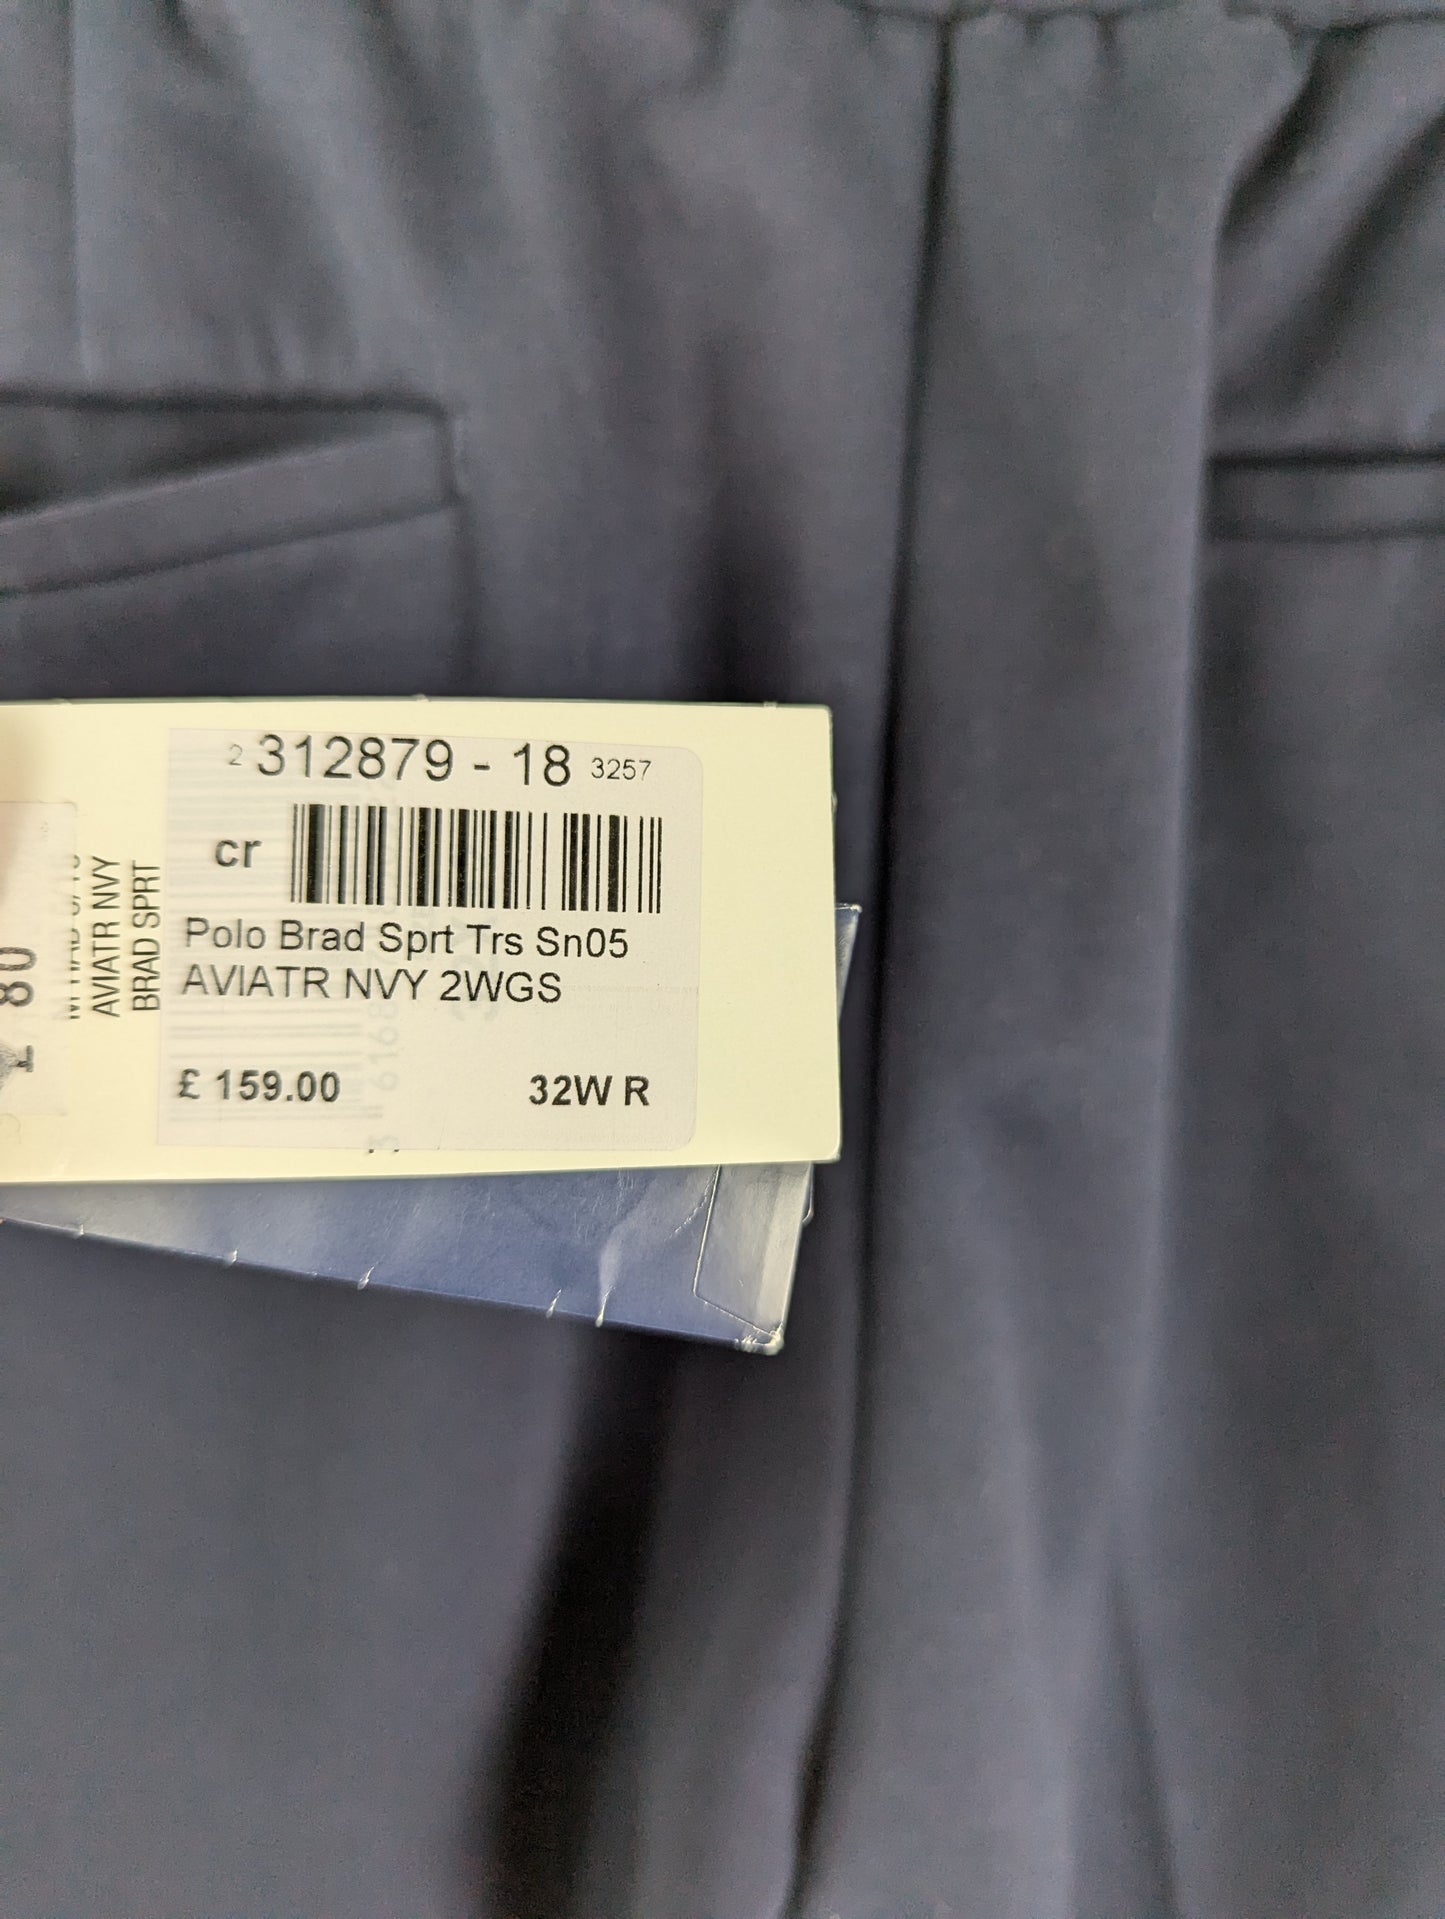 2 312879 - 18 3257
cr
Polo Brad Sprt Trs Sn05
AVIATR NVY 2WGS
£ 159.00 32W R
AVIATR NVY
BRAD SPRT
80